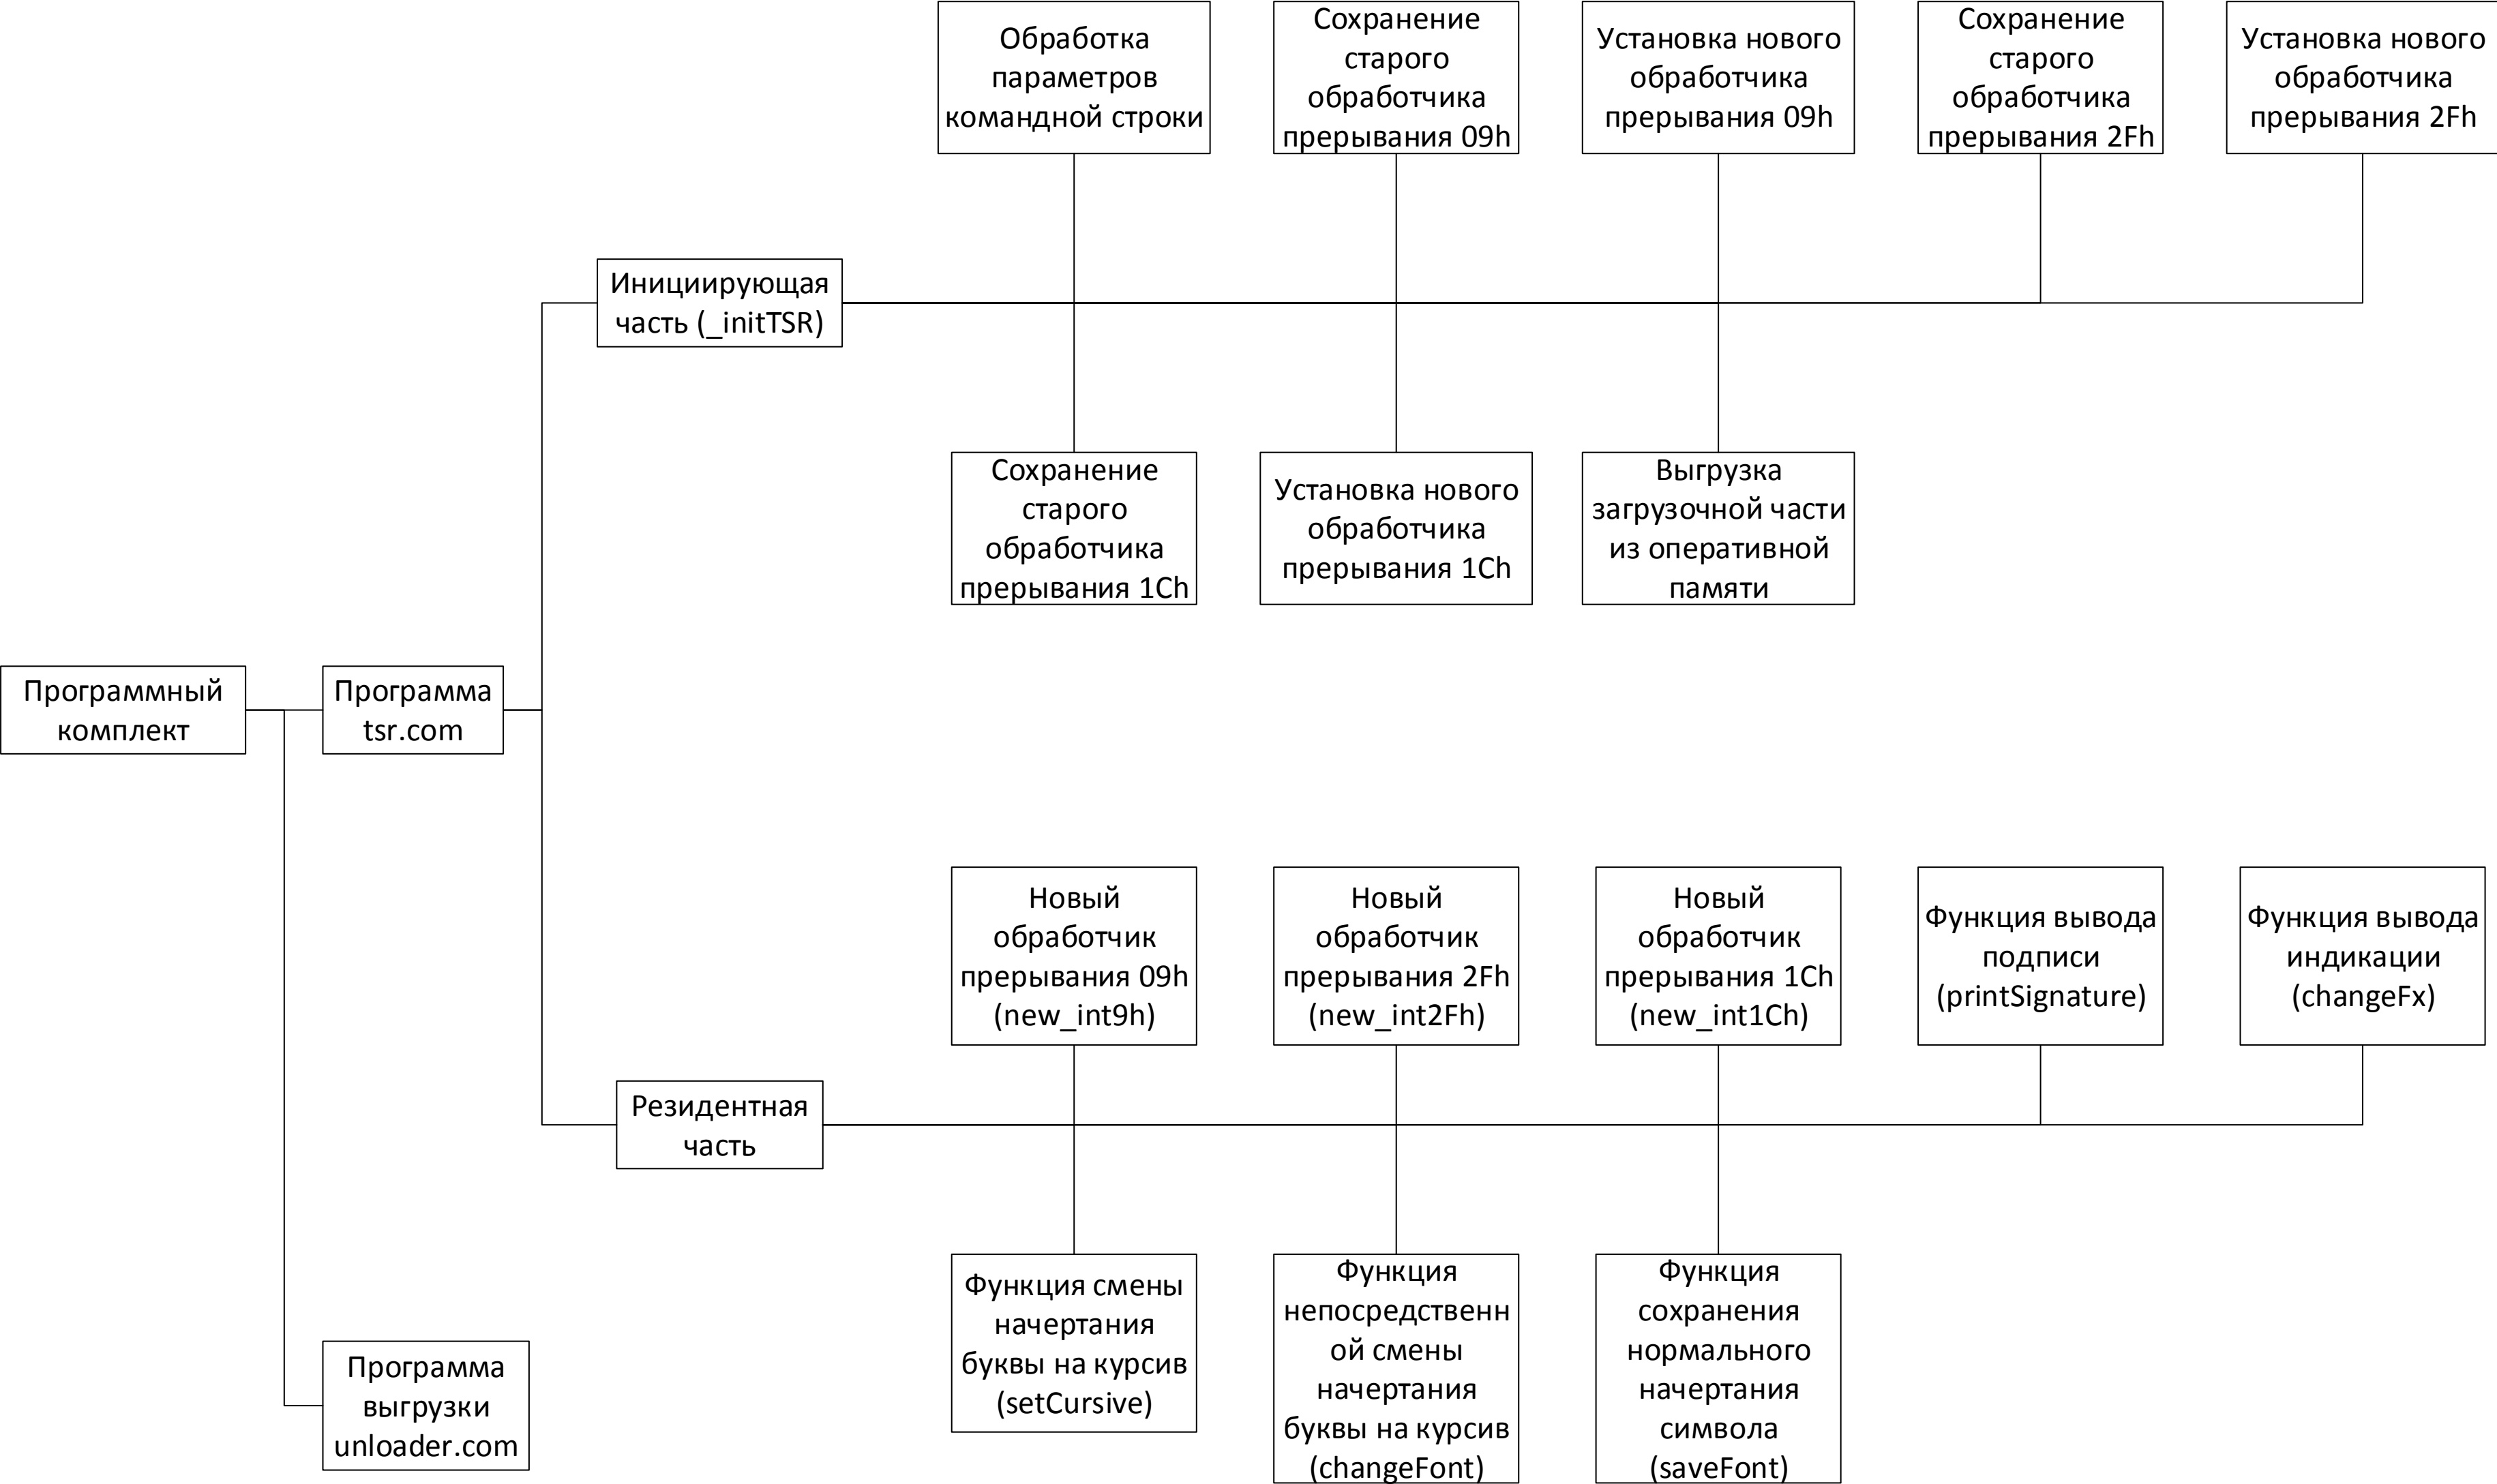 Обработка
параметров
командной строки
Сохранение
старого
обработчика
прерывания 09h
Установка нового
обработчика
прерывания 09h
Сохранение
старого
обработчика
прерывания 2Fh
Установка нового
обработчика
прерывания 2Fh
Инициирующая
часть (_initTSR)
Сохранение
старого
обработчика
прерывания 1Ch
Установка нового
обработчика
прерывания 1Ch
Выгрузка
загрузочной части
из оперативной
памяти
Программный
комплект
Программа
tsr.com
Новый
обработчик
прерывания 09h
(new_int9h)
Новый
обработчик
прерывания 2Fh
(new_int2Fh)
Новый
обработчик
прерывания 1Ch
(new_int1Ch)
Функция вывода
подписи
(printSignature)
Функция вывода
индикации
(changeFx)
Резидентная
часть
Функция смены
начертания
буквы на курсив
(setCursive)
Функция
непосредственн
ой смены
начертания
буквы на курсив
(changeFont)
Функция
сохранения
нормального
начертания
символа
(saveFont)
Программа
выгрузки
unloader.com